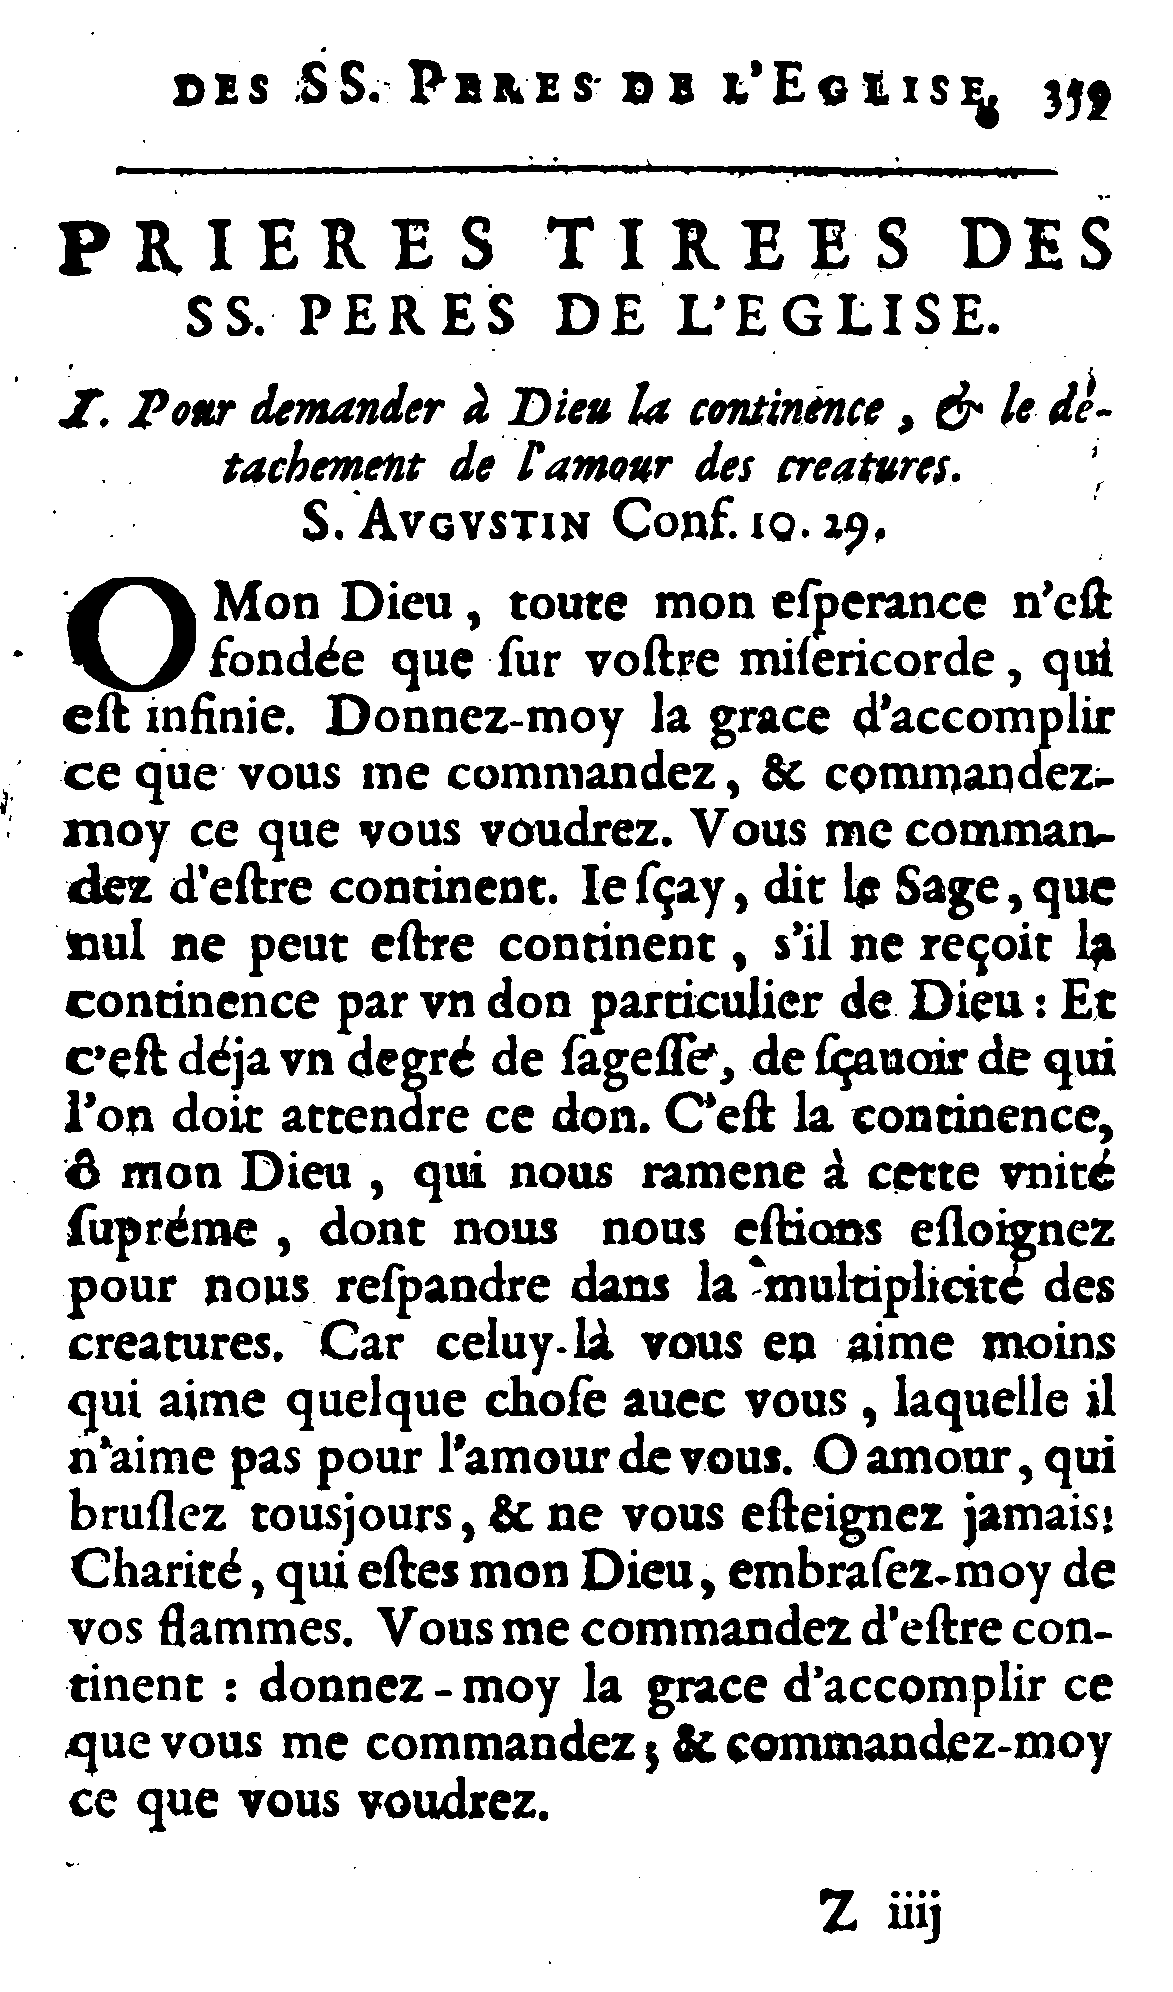 DES SS. PERES DE L'EGLISE. 359
PRIERES TIREES DES
SS. PERES DE L'EGLISE.
I. Pour demander à Dieu la continence, & le dé-
tachement de l'amour des creatures.
S. AVGVSTIN Conf. 10. 29.
O Mon Dieu, toute mon eſperance n'eſt
fondée que ſur voſtre miſericorde, qui
eſt infinie. Donnez-moy la grace d'accomplir
ce que vous me commandez, & commandez-
moy ce que vous voudrez. Vous me comman-
dez d'eſtre continent. Ie ſçay, dit le Sage, que
nul ne peut eſtre continent, s'il ne reçoit la
continence par vn don particulier de Dieu : Et
c'eſt déja vn degré de ſageſſe, de ſçauoir de qui
l'on doit attendre ce don. C'eſt la continence,
ô mon Dieu, qui nous ramene à cette vnité
ſupréme, dont nous nous eſtions eſloignez
pour nous reſpandre dans la multiplicité des
creatures. Car celuy-là vous en aime moins
qui aime quelque choſe auec vous, laquelle il
n'aime pas pour l'amour de vous. O amour, qui
bruſlez tousjours, & ne vous eſteignez jamais!
Charité, qui eſtes mon Dieu, embraſez-moy de
vos flammes. Vous me commandez d'eſtre con-
tinent : donnez-moy la grace d'accomplir ce
que vous me commandez; & commandez-moy
ce que vous voudrez.
Z iiij